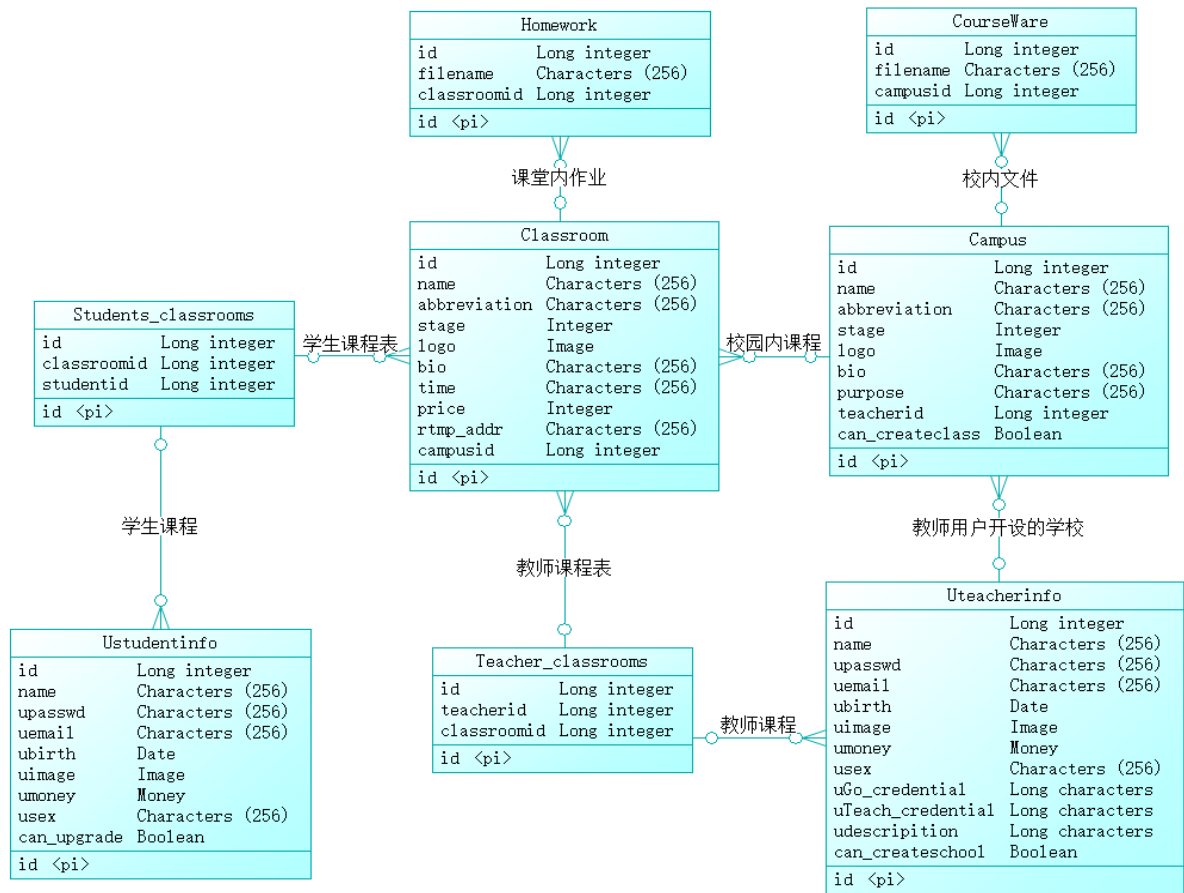 Homework
id Long integer
filename Characters (256)
classroomid Long integer
id <pi>
CourseWare
id Long integer
filename Characters (256)
campusid Long integer
id <pi>
课堂内作业
校内文件
Classroom
id Long integer
name Characters (256)
abbreviation Characters (256)
stage Integer
logo Image
bio Characters (256)
time Characters (256)
price Integer
rtmp_addr Characters (256)
campusid Long integer
id <pi>
Campus
id Long integer
name Characters (256)
abbreviation Characters (256)
stage Integer
logo Image
bio Characters (256)
purpose Characters (256)
teacherid Long integer
can_createclass Boolean
id <pi>
Students_classrooms
id Long integer
classroomid Long integer
studentid Long integer
id <pi>
学生课程表
校园内课程
学生课程
教师课程表
教师用户开设的学校
Ustudentinfo
id Long integer
name Characters (256)
upasswd Characters (256)
uemail Characters (256)
ubirth Date
uimage Image
umoney Money
usex Characters (256)
can_upgrade Boolean
id <pi>
Teacher_classrooms
id Long integer
teacherid Long integer
classroomid Long integer
id <pi>
教师课程
Uteacherinfo
id Long integer
name Characters (256)
upasswd Characters (256)
uemail Characters (256)
ubirth Date
uimage Image
umoney Money
usex Characters (256)
uGo_credential Long characters
uTeach_credential Long characters
udescripition Long characters
can_createschool Boolean
id <pi>